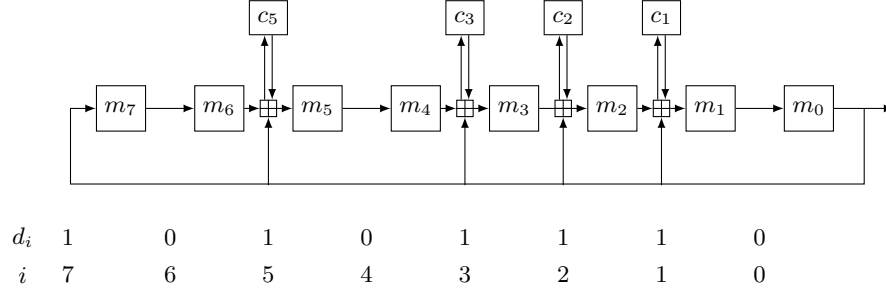 c₅ c₃ c₂ c₁
m₇ m₆ m₅ m₄ m₃ m₂ m₁ m₀
dᵢ 1 0 1 0 1 1 1 0
i 7 6 5 4 3 2 1 0